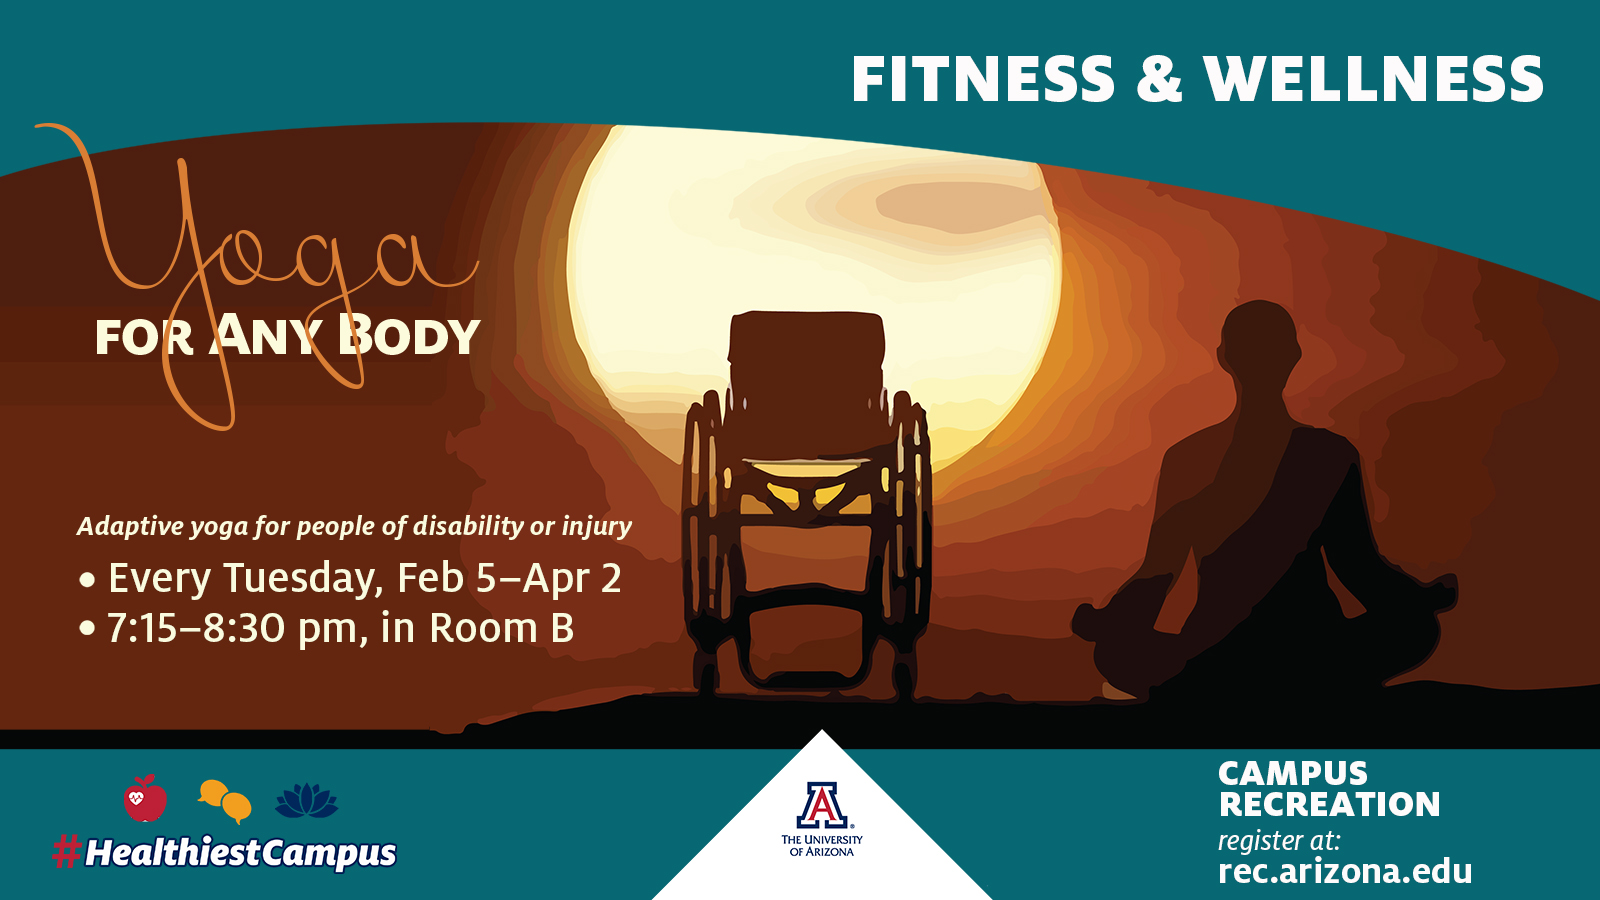 FITNESS & WELLNESS
Yoga
FOR ANY BODY
Adaptive yoga for people of disability or injury
• Every Tuesday, Feb 5–Apr 2
• 7:15–8:30 pm, in Room B
#HealthiestCampus
A
®
THE UNIVERSITY
OF ARIZONA
CAMPUS
RECREATION
register at:
rec.arizona.edu